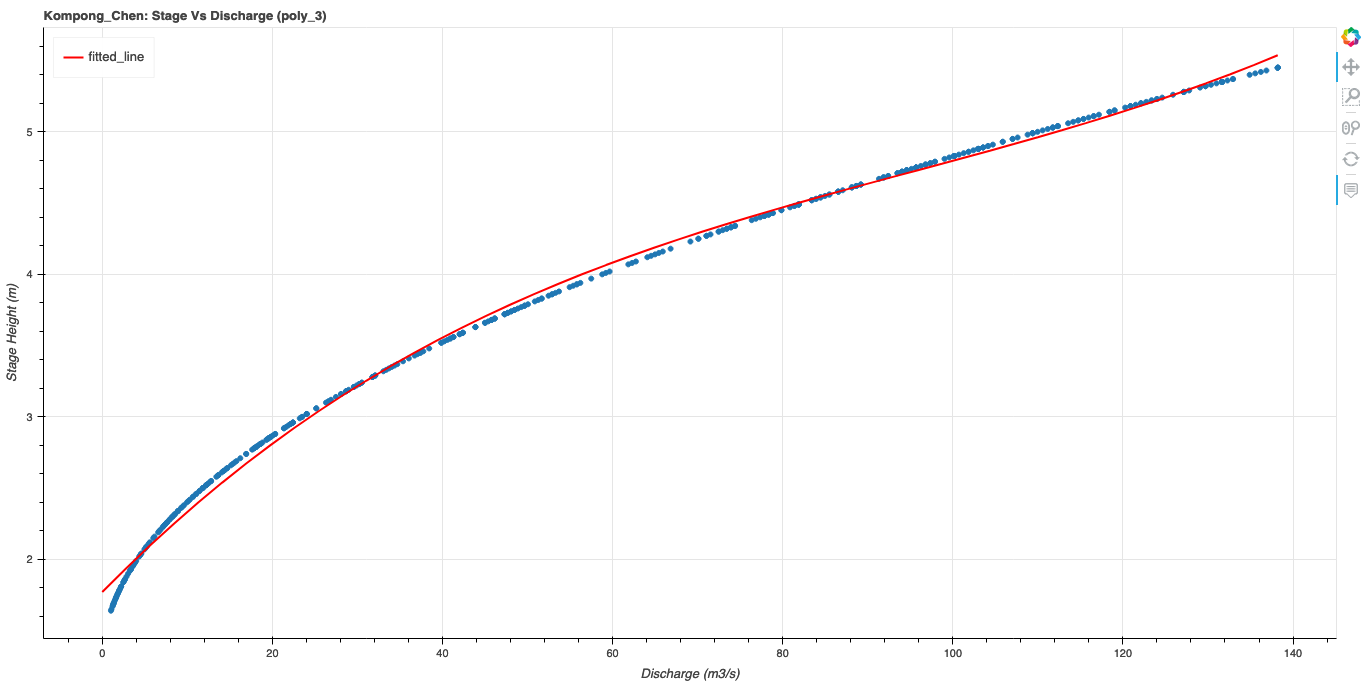 Kompong_Chen: Stage Vs Discharge (poly_3)
fitted_line
5
4
3
2
Stage Height (m)
0 20 40 60 80 100 120 140
Discharge (m3/s)